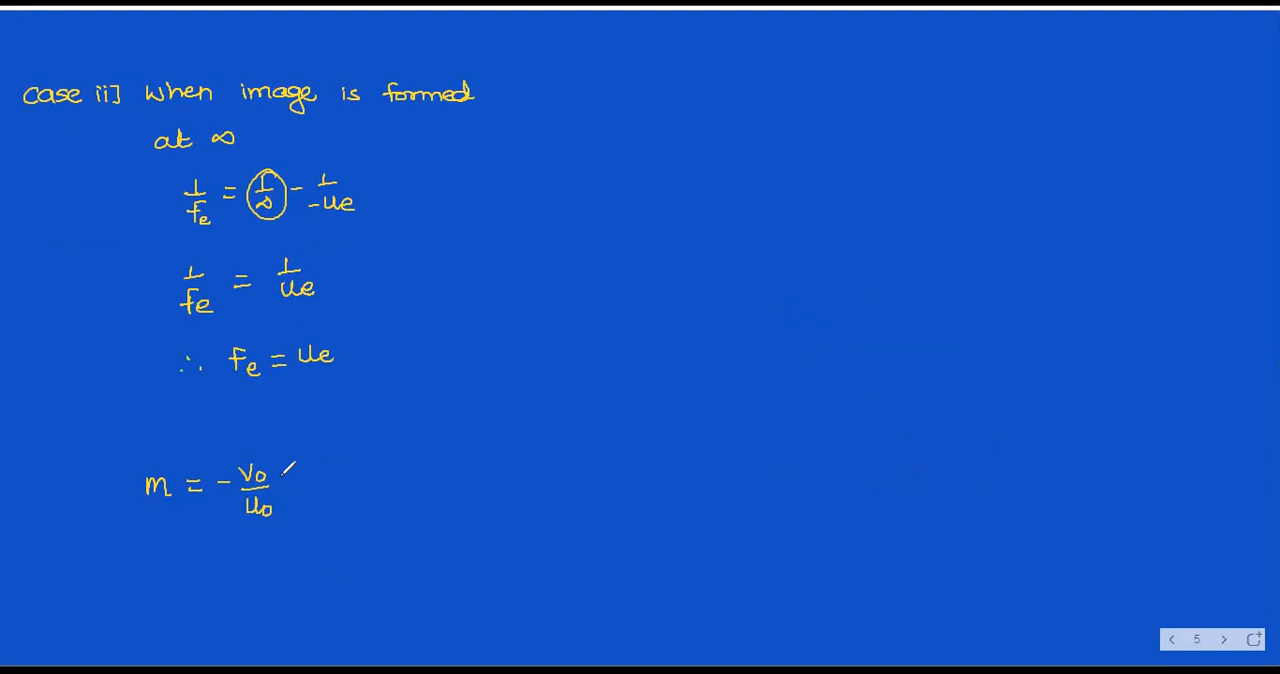 Case ii] When image is formed
at ∞
1/fe = 1/∞ - 1/-ue
1/fe = 1/ue
∴ Fe = ue
m = - vo/uo
< 5 >